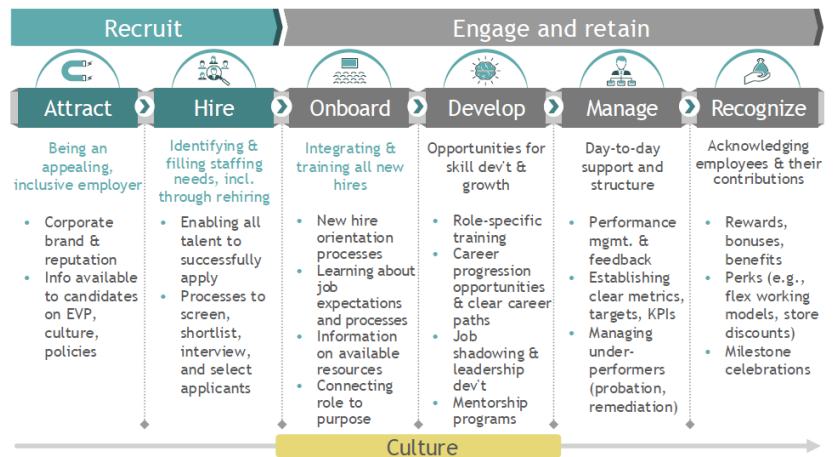 Recruit
Engage and retain
Attract
Hire
Onboard
Develop
Manage
Recognize
Being an
appealing,
inclusive employer
Identifying &
filling staffing
needs, incl.
through rehiring
Integrating &
training all new
hires
Opportunities for
skill dev't &
growth
Day-to-day
support and
structure
Acknowledging
employees & their
contributions
• Corporate
brand &
reputation
• Info available
to candidates
on EVP,
culture,
policies
• Enabling all
talent to
successfully
apply
• Processes to
screen,
shortlist,
interview,
and select
applicants
• New hire
orientation
processes
• Learning about
job
expectations
and processes
• Information
on available
resources
• Connecting
role to
purpose
• Role-specific
training
• Career
progression
opportunities
& clear career
paths
• Job
shadowing &
leadership
dev't
• Mentorship
programs
• Performance
mgmt. &
feedback
• Establishing
clear metrics,
targets, KPIs
• Managing
under-
performers
(probation,
remediation)
• Rewards,
bonuses,
benefits
• Perks (e.g.,
flex working
models, store
discounts)
• Milestone
celebrations
Culture